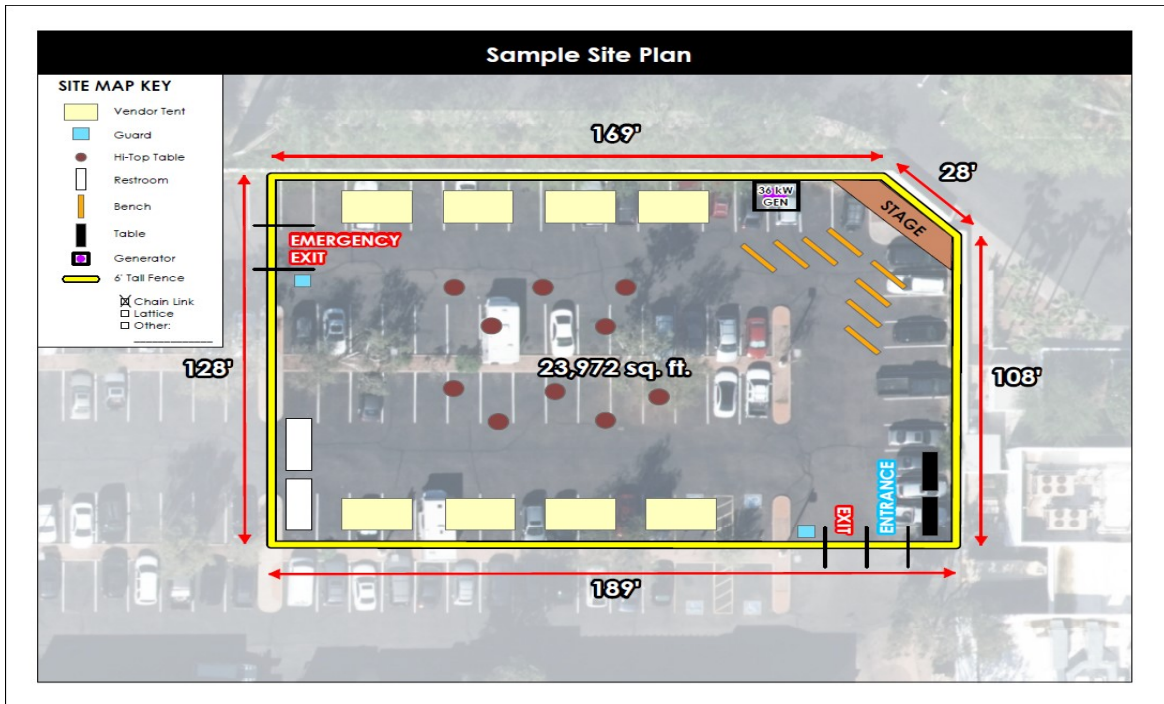 Sample Site Plan
SITE MAP KEY
Vendor Tent
Guard
Hi-Top Table
Restroom
Bench
Table
Generator
6' Tall Fence
Chain Link
Lattice
Other: ____________
169'
28'
36 kW
GEN
STAGE
EMERGENCY
EXIT
128'
23,972 sq. ft.
108'
EXIT
ENTRANCE
189'